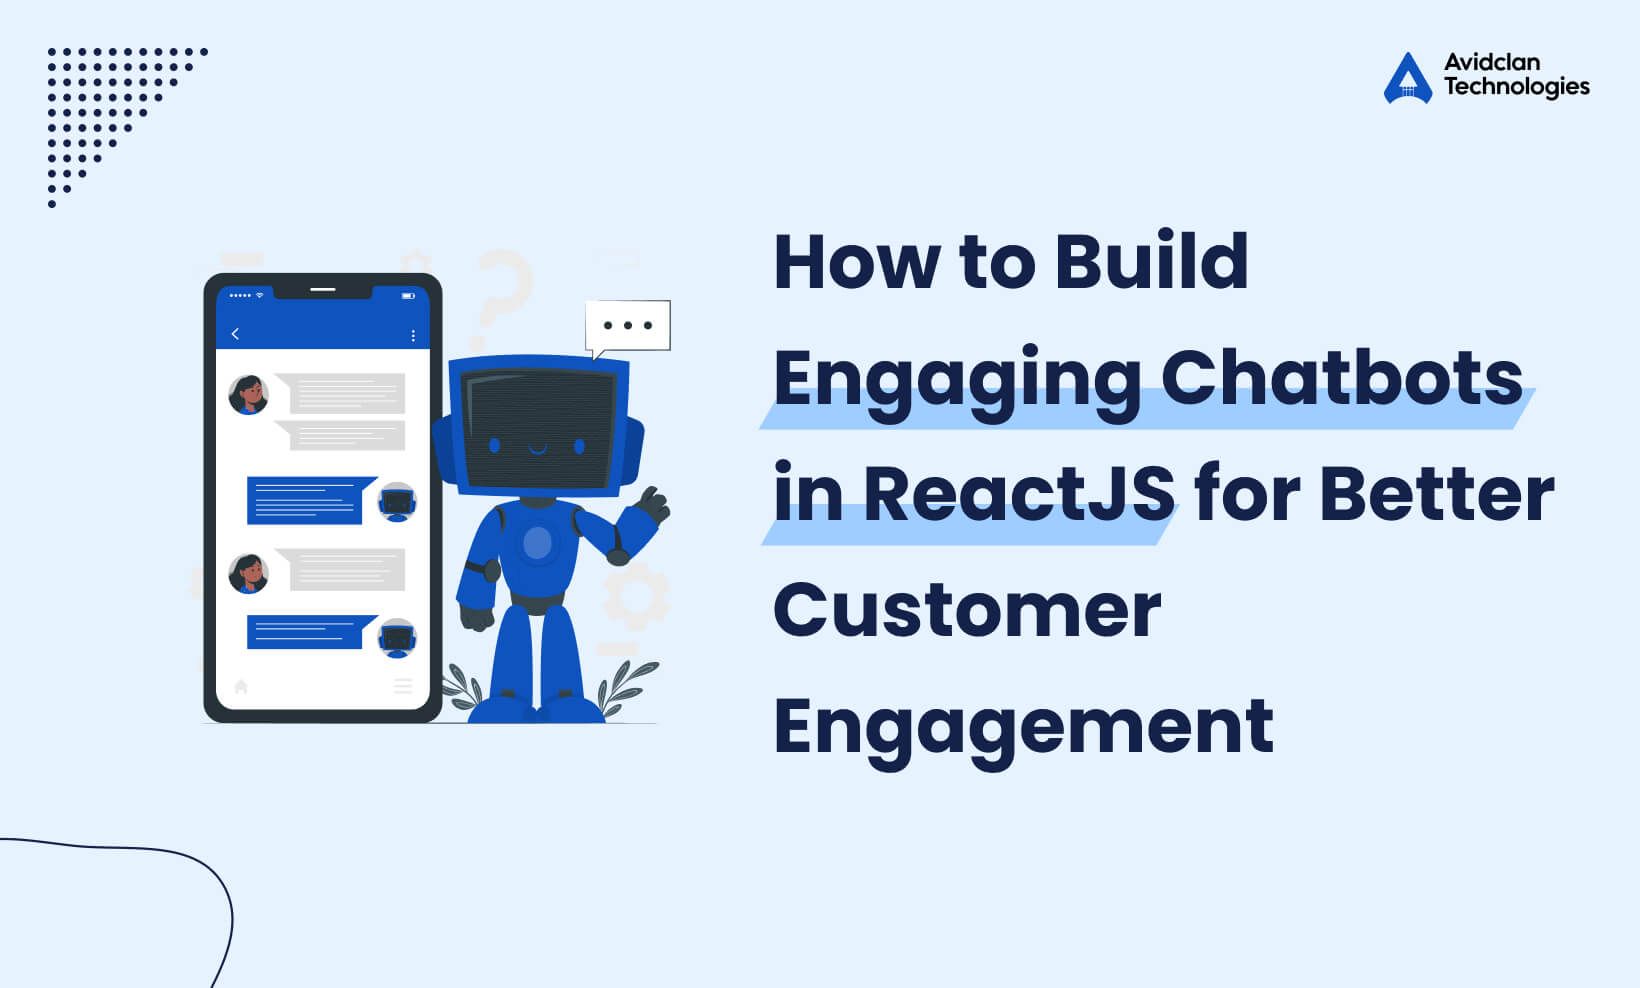 Avidclan
Technologies
How to Build
Engaging Chatbots
in ReactJS for Better
Customer
Engagement